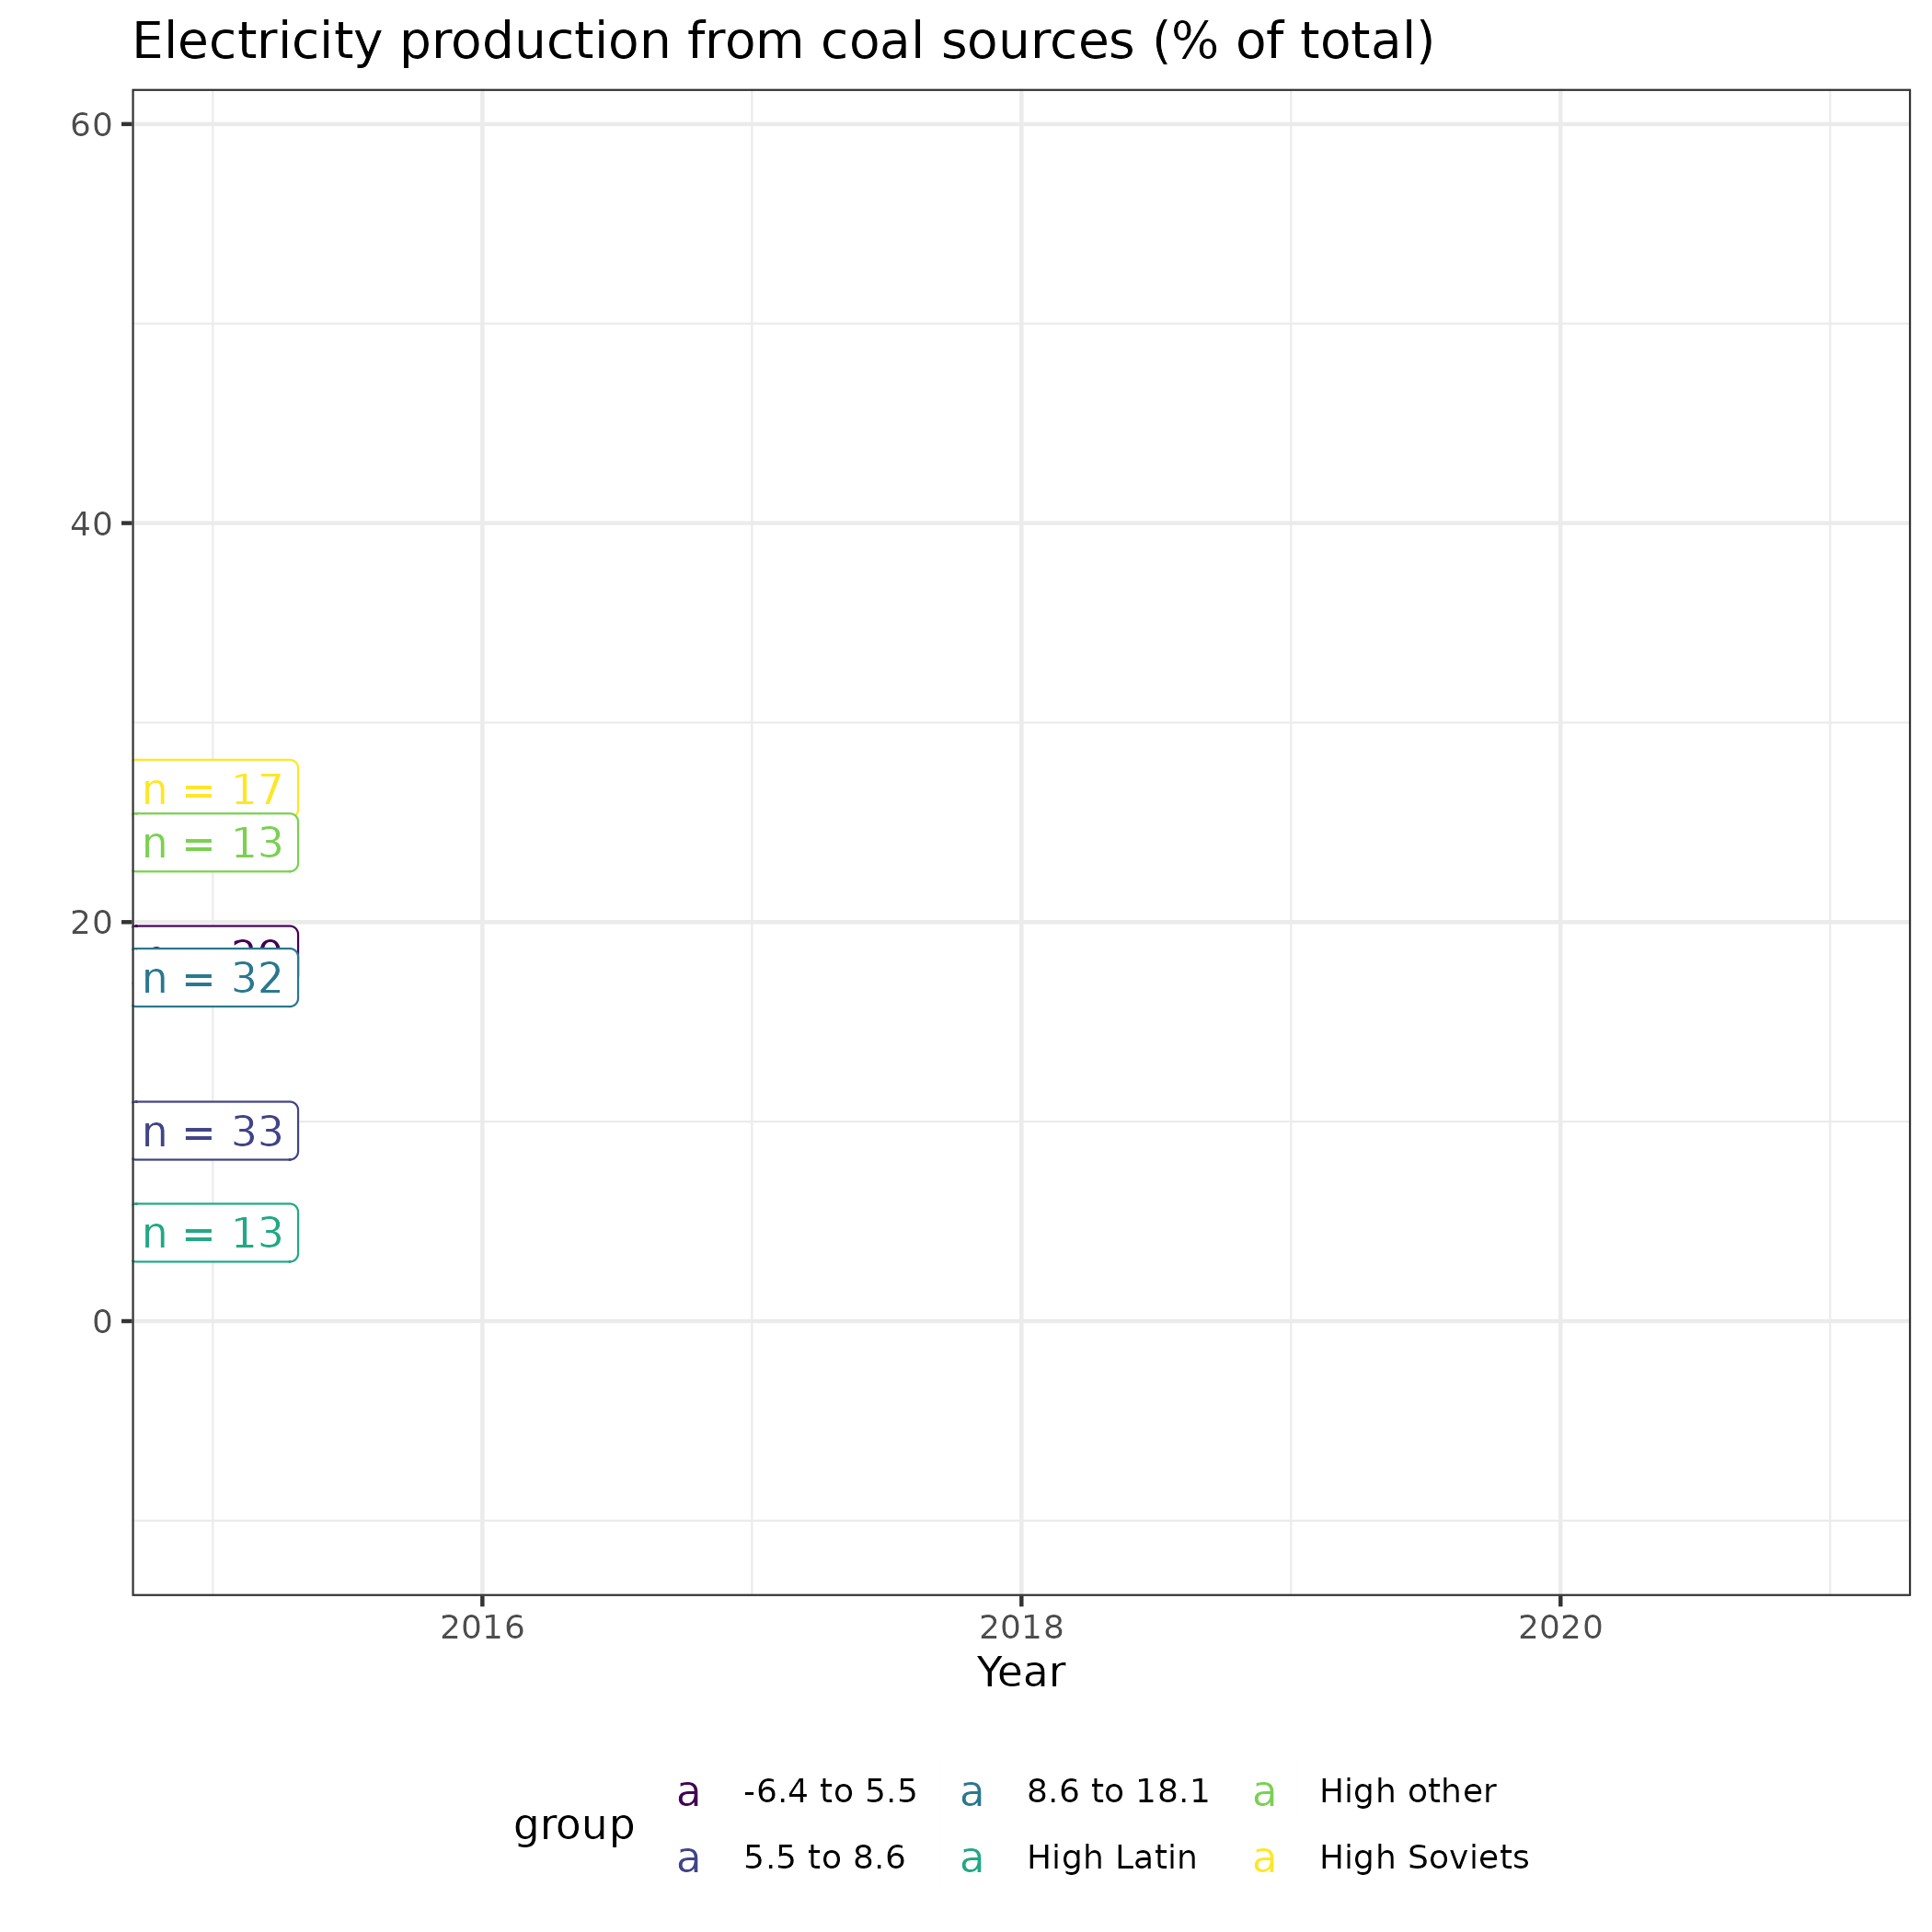 Electricity production from coal sources (% of total)
60
40
n = 17
n = 13
20
n = 32
n = 33
n = 13
0
2016 2018 2020
Year
group
a -6.4 to 5.5 a 8.6 to 18.1 a High other
a 5.5 to 8.6 a High Latin a High Soviets